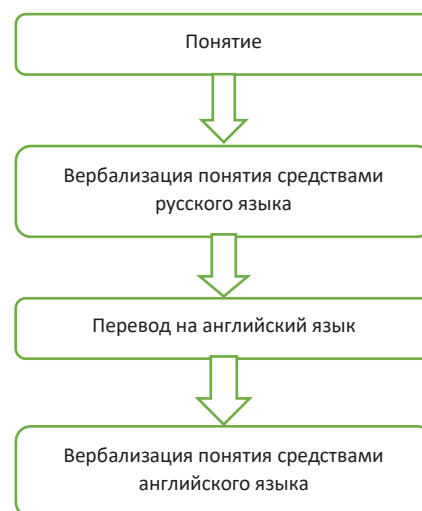 Понятие
Вербализация понятия средствами
русского языка
Перевод на английский язык
Вербализация понятия средствами
английского языка